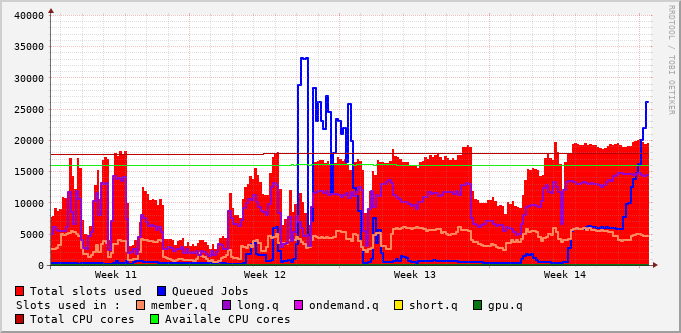 40000
35000
30000
25000
20000
15000
10000
5000
0
Week 11 Week 12 Week 13 Week 14
Total slots used Queued Jobs
Slots used in : member.q long.q ondemand.q short.q gpu.q
Total CPU cores Availale CPU cores
RRDTOOL / TOBI OETIKER